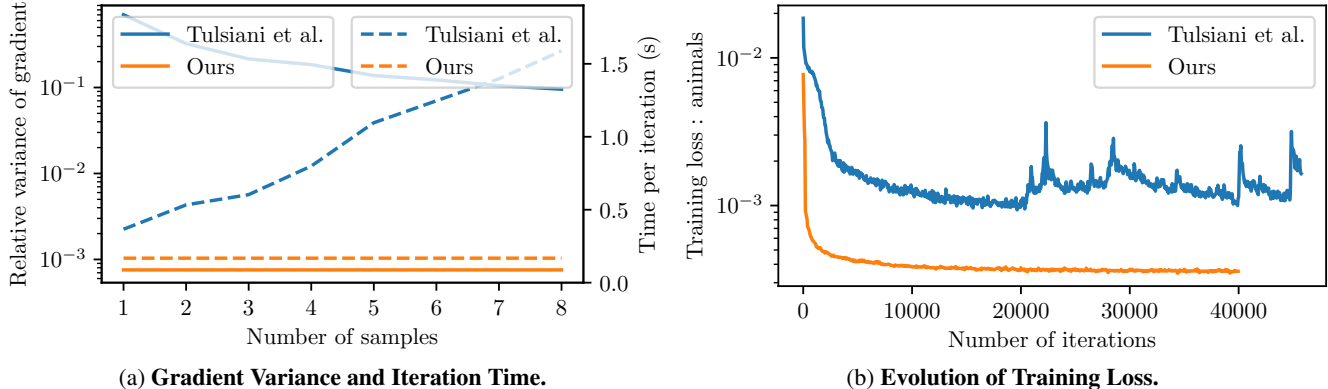 Relative variance of gradient
10⁻¹
10⁻²
10⁻³
Tulsiani et al.
Ours
Tulsiani et al.
Ours
1.5
1.0
0.5
0.0
Time per iteration (s)
1 2 3 4 5 6 7 8
Number of samples
(a) Gradient Variance and Iteration Time.
Training loss : animals
10⁻²
10⁻³
Tulsiani et al.
Ours
0 10000 20000 30000 40000
Number of iterations
(b) Evolution of Training Loss.